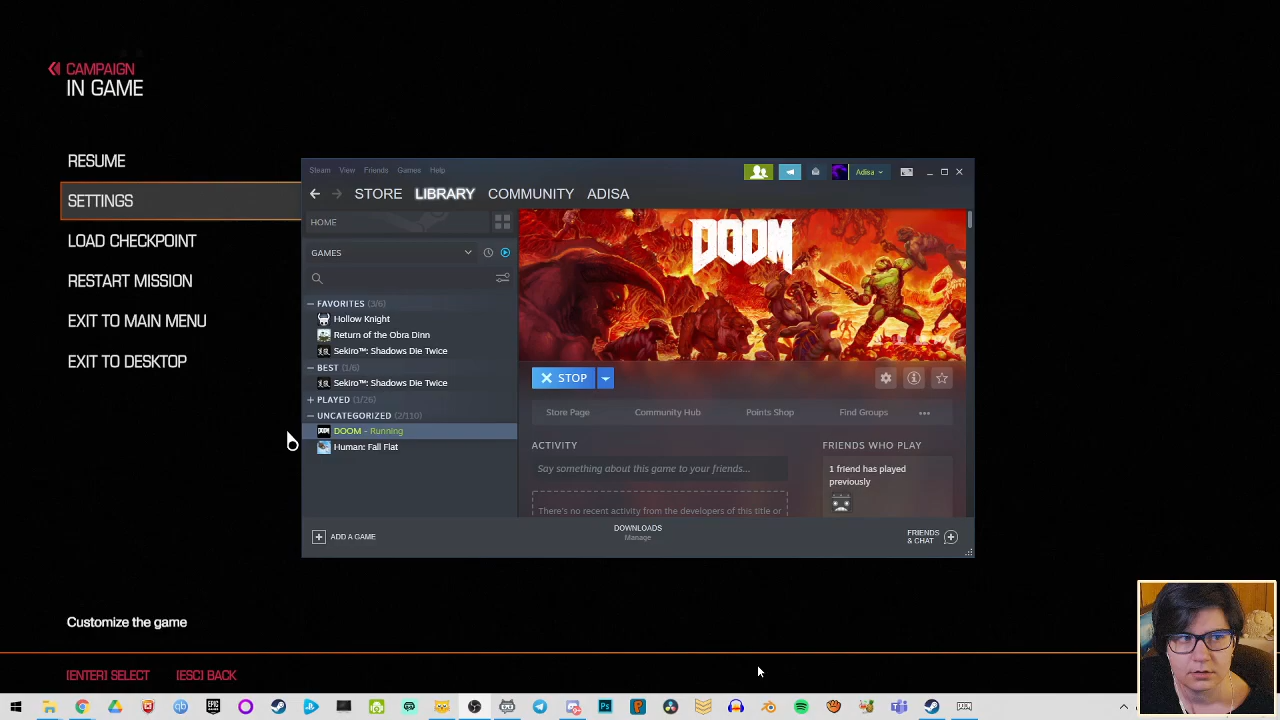 CAMPAIGN
IN GAME
RESUME
SETTINGS
LOAD CHECKPOINT
RESTART MISSION
EXIT TO MAIN MENU
EXIT TO DESKTOP
Customize the game
[ENTER] SELECT [ESC] BACK
Steam View Friends Games Help
Adisa
STORE LIBRARY COMMUNITY ADISA
HOME
GAMES
FAVORITES (3/6)
Hollow Knight
Return of the Obra Dinn
Sekiro™: Shadows Die Twice
BEST (1/6)
Sekiro™: Shadows Die Twice
PLAYED (1/26)
UNCATEGORIZED (2/110)
DOOM - Running
Human: Fall Flat
DOOM
STOP
Store Page Community Hub Points Shop Find Groups
ACTIVITY
Say something about this game to your friends...
There's no recent activity from the developers of this title or
FRIENDS WHO PLAY
1 friend has played
previously
ADD A GAME
DOWNLOADS
Manage
FRIENDS
& CHAT
EPIC